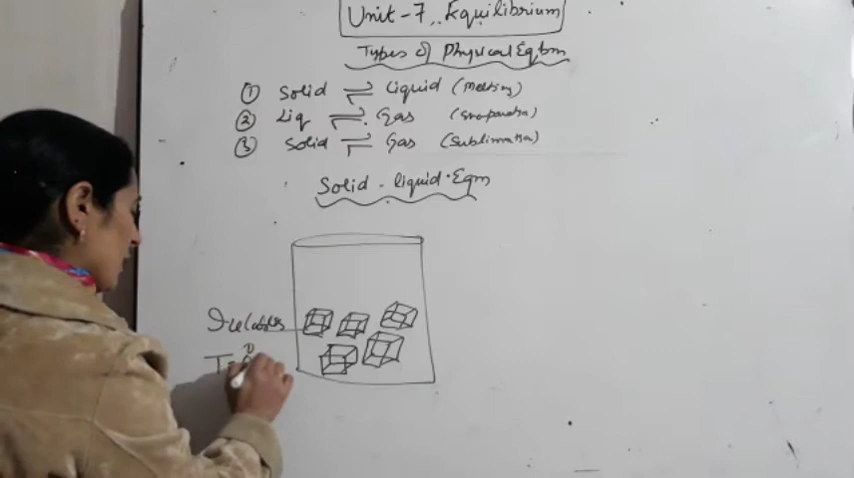 Unit-7, Equilibrium
Types of Physical Eqbm
① Solid ⇌ Liquid (melting)
② Liq ⇌ Gas (Evaporation)
③ Solid ⇌ Gas (Sublimation)
Solid-liquid·Eqm
Ice Cubes
T=